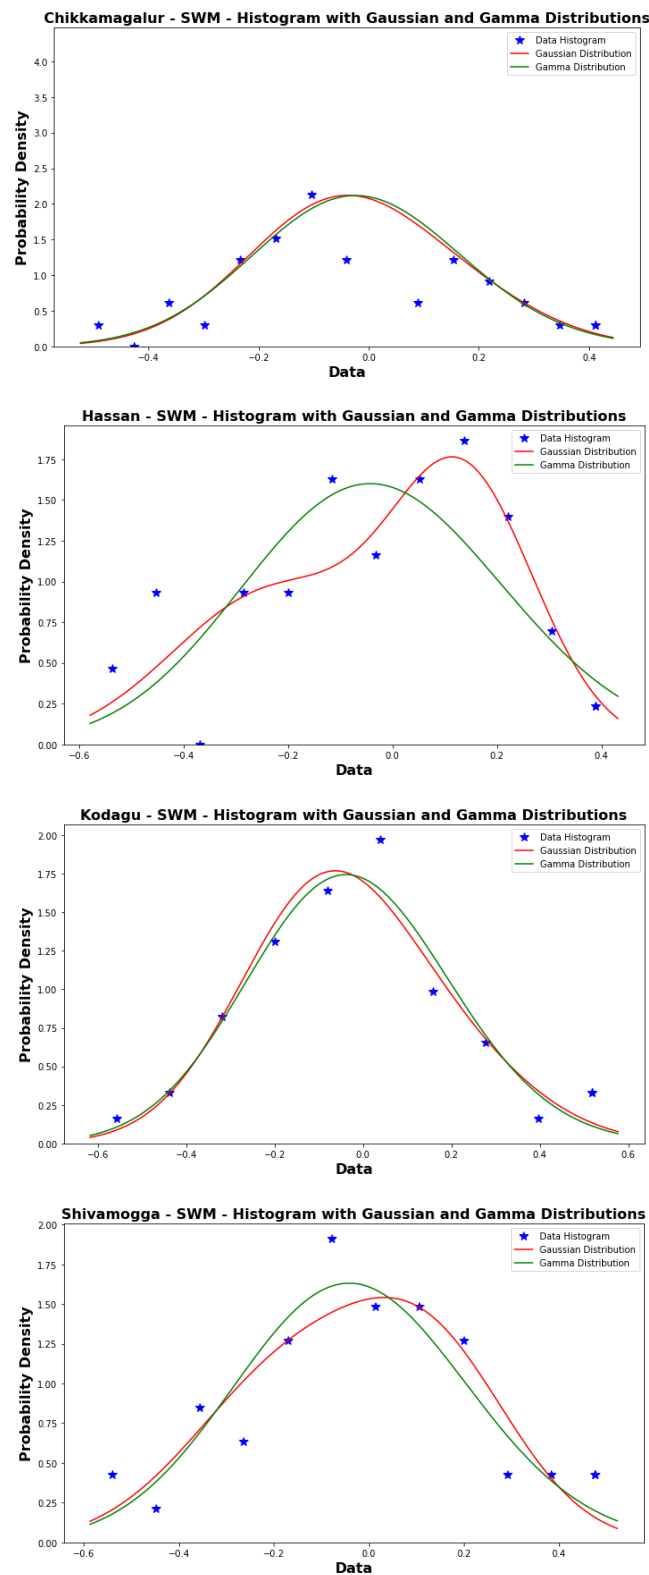 Chikkamagalur - SWM - Histogram with Gaussian and Gamma Distributions
Data Histogram
Gaussian Distribution
Gamma Distribution
4.0
3.5
3.0
2.5
2.0
1.5
1.0
0.5
0.0
Probability Density
−0.4 −0.2 0.0 0.2 0.4
Data
Hassan - SWM - Histogram with Gaussian and Gamma Distributions
Data Histogram
Gaussian Distribution
Gamma Distribution
1.75
1.50
1.25
1.00
0.75
0.50
0.25
0.00
Probability Density
−0.6 −0.4 −0.2 0.0 0.2 0.4
Data
Kodagu - SWM - Histogram with Gaussian and Gamma Distributions
Data Histogram
Gaussian Distribution
Gamma Distribution
2.00
1.75
1.50
1.25
1.00
0.75
0.50
0.25
0.00
Probability Density
−0.6 −0.4 −0.2 0.0 0.2 0.4 0.6
Data
Shivamogga - SWM - Histogram with Gaussian and Gamma Distributions
Data Histogram
Gaussian Distribution
Gamma Distribution
2.00
1.75
1.50
1.25
1.00
0.75
0.50
0.25
0.00
Probability Density
−0.6 −0.4 −0.2 0.0 0.2 0.4
Data